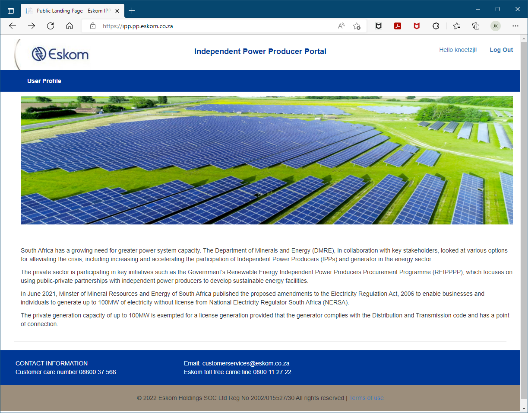 Public Landing Page - Eskom IPP
https://ipp.pp.eskom.co.za
Eskom
Independent Power Producer Portal
Hello
Log Out
User Profile
South Africa has a growing need for greater power system capacity. The Department of Minerals and Energy (DMRE), in collaboration with key stakeholders, looked at various options
for alleviating the crisis, including increasing and accelerating the participation of Independent Power Producers (IPPs) and generator in the energy sector.
The private sector is participating in key initiatives such as the Government's Renewable Energy Independent Power Producers Procurement Programme (REIPPPP), which focuses on
using public-private partnerships with independent power producers to develop sustainable energy facilities.
In June 2021, Minister of Mineral Resources and Energy of South Africa published the proposed amendments to the Electricity Regulation Act, 2006 to enable businesses and
individuals to generate up to 100MW of electricity without license from National Electricity Regulator South Africa (NERSA).
The private generation capacity of up to 100MW is exempted for a license generation provided that the generator complies with the Distribution and Transmission code and has a point
of connection.
CONTACT INFORMATION
Email: customerservices@eskom.co.za
Customer care number 08600 37 566
Eskom toll free crime line 0800 11 27 22
© 2022 Eskom Holdings SOC Ltd Reg No 2002/015527/30 All rights reserved | Terms of use